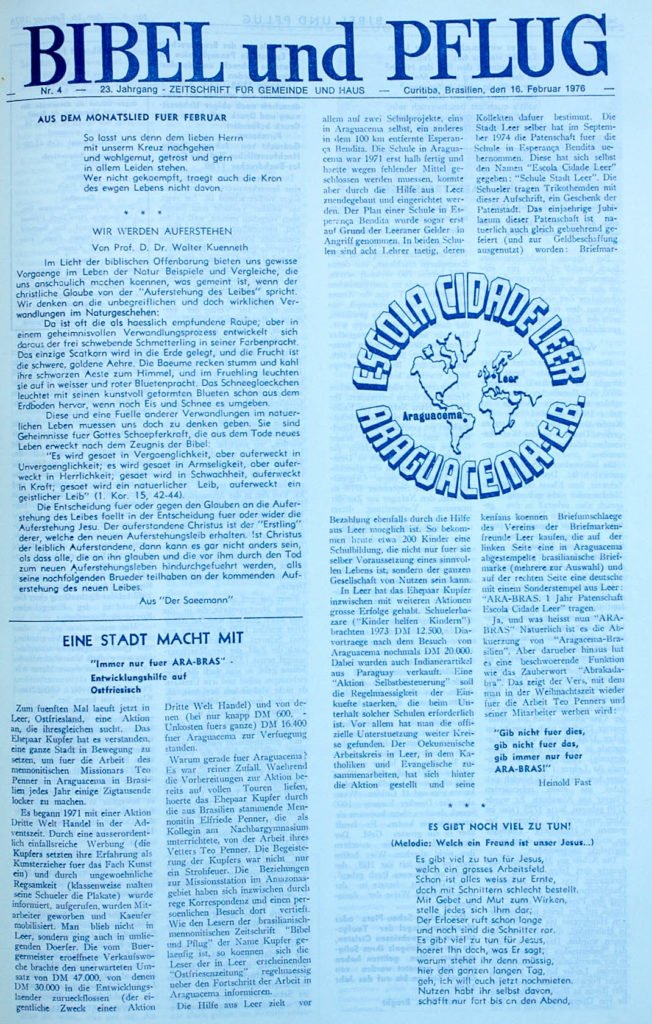 BIBEL und PFLUG
Nr. 4 — 23. Jahrgang - ZEITSCHRIFT FÜR GEMEINDE UND HAUS — Curitiba, Brasilien, den 16. Februar 1976
AUS DEM MONATSLIED FUER FEBRUAR
So lasst uns denn dem lieben Herrn
mit unserm Kreuz nachgehen
und wohlgemut, getrost und gern
in allem Leiden stehen.
Wer nicht gekaempft, traegt auch die Kron
des ewgen Lebens nicht davon.
* * *
WIR WERDEN AUFERSTEHEN
Von Prof. D. Dr. Walter Kuenneth
Im Licht der biblischen Offenbarung bieten uns gewisse
Vorgaenge im Leben der Natur Beispiele und Vergleiche, die
uns anschaulich machen koennen, was gemeint ist, wenn der
christliche Glaube von der "Auferstehung des Leibes" spricht.
Wir denken an die unbegreiflichen und doch wirklichen Ver-
wandlungen im Naturgeschehen:
Da ist oft die als haesslich empfundene Raupe; aber in
einem geheimnisvollen Verwandlungsprozess entwickelt sich
daraus der frei schwebende Schmetterling in seiner Farbenpracht.
Das einzige Saatkorn wird in die Erde gelegt, und die Frucht ist
die schwere, goldene Aehre. Die Baeume recken stumm und kahl
ihre schwarzen Aeste zum Himmel, und im Fruehling leuchten
sie auf in weisser und roter Bluetenpracht. Das Schneegloeckchen
leuchtet mit seinen kunstvoll geformten Blueten schon aus dem
Erdboden hervor, wenn noch Eis und Schnee es umgeben.
Diese und eine Fuelle anderer Verwandlungen im natuer-
lichen Leben muessen uns doch zu denken geben. Sie sind
Geheimnisse fuer Gottes Schoepferkraft, die aus dem Tode neues
Leben erweckt nach dem Zeugnis der Bibel:
"Es wird gesaet in Vergaenglichkeit, aber auferweckt in
Unvergaenglichkeit; es wird gesaet in Armseligkeit, aber aufer-
weckt in Herrlichkeit; gesaet wird in Schwachheit, auferweckt
in Kraft; gesaet wird ein natuerlicher Leib, auferweckt ein
geistlicher Leib" (1. Kor. 15, 42-44).
Die Entscheidung fuer oder gegen den Glauben an die Aufer-
stehung des Leibes faellt in der Entscheidung fuer oder wider die
Auferstehung Jesu. Der auferstandene Christus ist der "Erstling"
derer, welche den neuen Auferstehungsleib erhalten. Ist Christus
der leiblich Auferstandene, dann kann es gar nicht anders sein,
als dass alle, die an ihn glauben und die vor ihm durch den Tod
zum neuen Auferstehungsleben hindurchgefuehrt werden, als
seine nachfolgenden Brueder teilhaben an der kommenden Auf-
erstehung des neuen Leibes.
Aus "Der Saeemann"
EINE STADT MACHT MIT
"Immer nur fuer ARA-BRAS" -
Entwicklungshilfe auf
Ostfriesisch
Zum fuenften Mal laeuft jetzt in
Leer, Ostfriesland, eine Aktion
an, die ihresgleichen sucht. Das
Ehepaar Kupfer hat es verstanden,
eine ganze Stadt in Bewegung zu
setzen, um fuer die Arbeit des
mennonitischen Missionars Teo
Penner in Araguacema in Brasi-
lien jedes Jahr einige Zigtausende
locker zu machen.
Es begann 1971 mit einer Aktion
Dritte Welt Handel in der Ad-
ventszeit. Durch eine ausserordent-
lich einfallsreiche Werbung (die
Kupfers setzten ihre Erfahrung als
Kunsterzieher fuer das Fach Kunst
ein) und durch ungewoehnliche
Regsamkeit (klassenweise malten
seine Schueler die Plakate) wurde
informiert, aufgerufen, wurden Mit-
arbeiter geworben und Kaeufer
mobilisiert. Man blieb nicht in
Leer, sondern ging auch in umlie-
genden Doerfer. Die vom Buer-
germeister eroeffnete Verkaufswo-
che brachte den unerwarteten Um-
satz von DM 47.000, von denen
DM 30.000 in die Entwicklungs-
laender zurueckflossen (der ei-
gentliche Zweck einer Aktion
Dritte Welt Handel) und von de-
nen (bei nur knapp DM 600, -
Unkosten fuers ganze) DM 16.400
fuer Araguacema zur Verfuegung
standen.
Warum gerade fuer Araguacema?
Es war reiner Zufall. Waehrend
die Vorbereitungen zur Aktion be-
reits auf vollen Touren liefen,
hoerte das Ehepaar Kupfer durch
die aus Brasilien stammende Men-
nonitin Elfriede Penner, die als
Kollegin am Nachbargymnasium
unterrichtete, von der Arbeit ihres
Vetters Teo Penner. Die Begeiste-
rung der Kupfers war nicht nur
ein Strohfeuer. Die Beziehungen
zur Missionsstation im Amazonas-
gebiet haben sich inzwischen durch
rege Korrespondenz und einen per-
soenlichen Besuch dort vertieft.
Wie den Lesern der brasilianisch-
mennonitischen Zeitschrift "Bibel
und Pflug" der Name Kupfer ge-
laeufig ist, so koennen sich die
Leser der in Leer erscheinenden
"Ostfriesenzeitung" regelmaessig
ueber den Fortschritt der Arbeit in
Araguacema informieren.
Die Hilfe aus Leer zielt vor
allem auf zwei Schulprojekte, eins
in Araguacema selbst, ein anderes
in dem 100 km entfernte Esperan-
ça Bendita. Die Schule in Aragua-
cema war 1971 erst halb fertig und
haette wegen fehlender Mittel ge-
schlossen werden muessen, konnte
aber durch die Hilfe aus Leer
zuendegebaut und eingerichtet wer-
den. Der Plan einer Schule in Es-
perança Bendita wurde sogar erst
auf Grund der Leeraner Gelder in
Angriff genommen. In beiden Schu-
len sind acht Lehrer taetig, deren
Kollekten dafuer bestimmt. Die
Stadt Leer selber hat im Septem-
ber 1974 die Patenschaft fuer die
Schule in Esperança Bendita ue-
bernommen. Diese hat sich selbst
den Namen "Escola Cidade Leer"
gegeben: "Schule Stadt Leer". Die
Schueler tragen Trikothemden mit
dieser Aufschrift, ein Geschenk der
Patenstadt. Das einjaehrige Jubi-
laeum dieser Patenschaft ist na-
tuerlich auch gleich gebuehrend ge-
feiert (und zur Geldbeschaffung
ausgenutzt) worden: Briefmar-
ESCOLA CIDADE LEER
Leer
Araguacema
ARAGUACEMA-E.B.
Bezahlung ebenfalls durch die Hilfe
aus Leer moeglich ist. So bekom-
men heute etwa 200 Kinder eine
Schulbildung, die nicht nur fuer sie
selber Voraussetzung eines sinnvol-
len Lebens ist, sondern der ganzen
Gesellschaft von Nutzen sein kann.
In Leer hat das Ehepaar Kupfer
inzwischen mit weiteren Aktionen
grosse Erfolge gehabt. Schuelerba-
zare ("Kinder helfen Kindern")
brachten 1973 DM 12.500, Dia-
vortraege nach dem Besuch von
Araguacema nochmals DM 20.000.
Dabei wurden auch Indianerartikel
aus Paraguay verkauft. Eine
"Aktion Selbstbesteuerung" soll
die Regelmaessigkeit der Ein-
kuefte staerken, die beim Un-
terhalt solcher Schulen erforderlich
ist. Vor allem hat man die offi-
zielle Unterstuetzung weiter Krei-
se gefunden. Der Oekumenische
Arbeitskreis in Leer, in dem Ka-
tholiken und Evangelische zu-
sammenarbeiten, hat sich hinter
die Aktion gestellt und seine
kenfans koennen Briefumschlaege
des Vereins der Briefmarken-
freunde Leer kaufen, die auf der
linken Seite eine in Araguacema
abgestempelte brasilianische Brief-
marke (mehrere zur Auswahl) und
auf der rechten Seite eine deutsche
mit einem Sonderstempel aus Leer:
"ARA-BRAS. 1 Jahr Patenschaft
Escola Cidade Leer" tragen.
Ja, und was heisst nun "ARA-
BRAS" Natuerlich ist es die Ab-
kuerzung von "Aragacema-Bra-
silien". Aber darueber hinaus hat
es eine beschwoerende Funktion
wie das Zauberwort "Abrakada-
bra". Das zeigt der Vers, mit dem
man in der Weihnachtszeit wieder
fuer die Arbeit Teo Penners und
seiner Mitarbeiter werben wird:
"Gib nicht fuer dies,
gib nicht fuer das,
gib immer nur fuer
ARA-BRAS!"
Heinold Fast
* * *
ES GIBT NOCH VIEL ZU TUN!
(Melodie: Welch ein Freund ist unser Jesus...)
Es gibt viel zu tun für Jesus,
welch ein grosses Arbeitsfeld.
Schon ist alles weiss zur Ernte,
doch mit Schnittern schlecht bestellt.
Mit Gebet und Mut zum Wirken,
stelle jedes sich Ihm dar;
Der Erloeser ruft schon lange
und noch sind die Schnitter rar.
Es gibt viel zu tun, für Jesus,
hoere! Ihn doch, was Er sagt;
warum stehet ihr denn müssig,
hier den ganzen langen Tag,
geh, ich will euch jetzt nochmieten.
Nutzen habt ihr selbst davon,
schafft nur fort bis an den Abend,